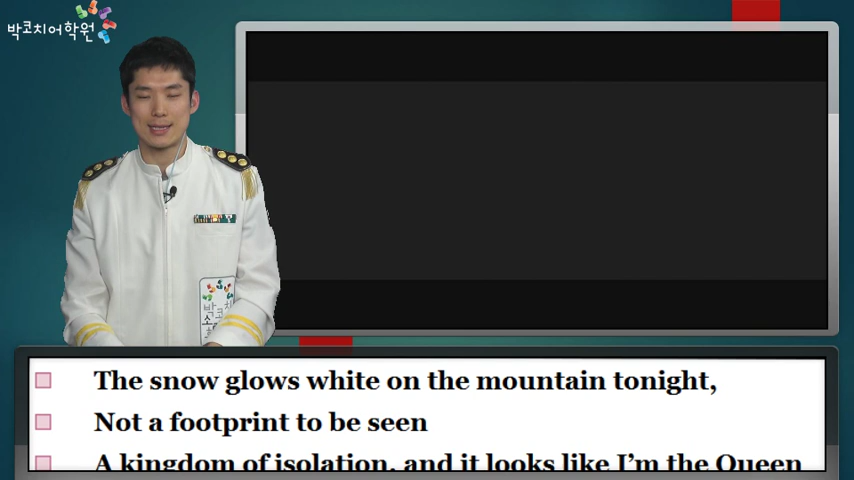 박코치어학원
The snow glows white on the mountain tonight,
Not a footprint to be seen
A kingdom of isolation, and it looks like I'm the Queen